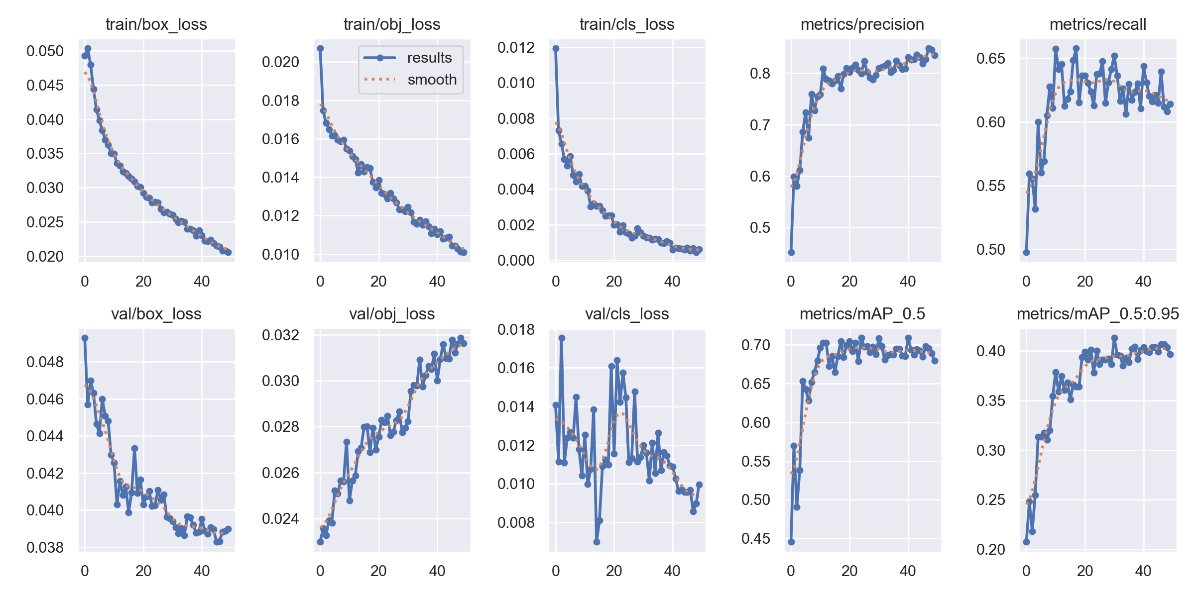 train/box_loss
train/obj_loss
train/cls_loss
metrics/precision
metrics/recall
0.050
0.045
0.040
0.035
0.030
0.025
0.020
0 20 40
results
smooth
0.020
0.018
0.016
0.014
0.012
0.010
0 20 40
0.012
0.010
0.008
0.006
0.004
0.002
0.000
0 20 40
0.8
0.7
0.6
0.5
0 20 40
0.65
0.60
0.55
0.50
0 20 40
val/box_loss
val/obj_loss
val/cls_loss
metrics/mAP_0.5
metrics/mAP_0.5:0.95
0.048
0.046
0.044
0.042
0.040
0.038
0 20 40
0.032
0.030
0.028
0.026
0.024
0 20 40
0.018
0.016
0.014
0.012
0.010
0.008
0 20 40
0.70
0.65
0.60
0.55
0.50
0.45
0 20 40
0.40
0.35
0.30
0.25
0.20
0 20 40